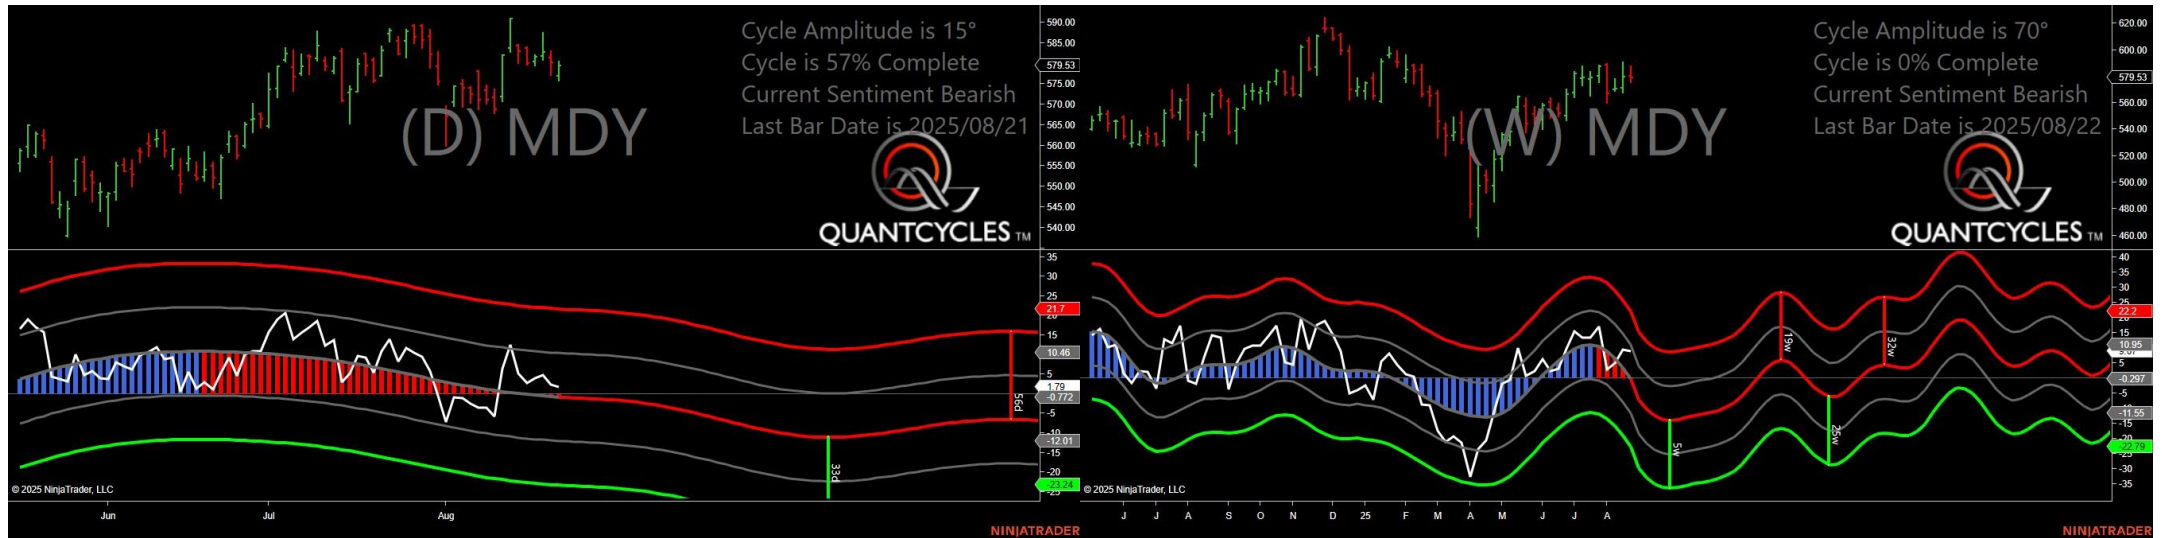 Cycle Amplitude is 15°
Cycle is 57% Complete
Current Sentiment Bearish
Last Bar Date is 2025/08/21
(D) MDY
QUANTCYCLES TM
590.00
585.00
579.53
575.00
570.00
565.00
560.00
555.00
550.00
545.00
540.00
35
30
25
21.7
15
10.46
5
1.79
-0.772
-5
-12.01
-15
-20
-23.24
56d
33d
© 2025 NinjaTrader, LLC
Jun Jul Aug
NINJATRADER
Cycle Amplitude is 70°
Cycle is 0% Complete
Current Sentiment Bearish
Last Bar Date is 2025/08/22
(W) MDY
QUANTCYCLES TM
620.00
600.00
579.53
560.00
540.00
520.00
500.00
480.00
460.00
40
35
30
25
22.2
15
10.95
5
-0.297
-5
-11.55
-15
-22.79
-30
-35
19w
32w
5w
25w
© 2025 NinjaTrader, LLC
J J A S O N D 25 F M A M J J A
NINJATRADER